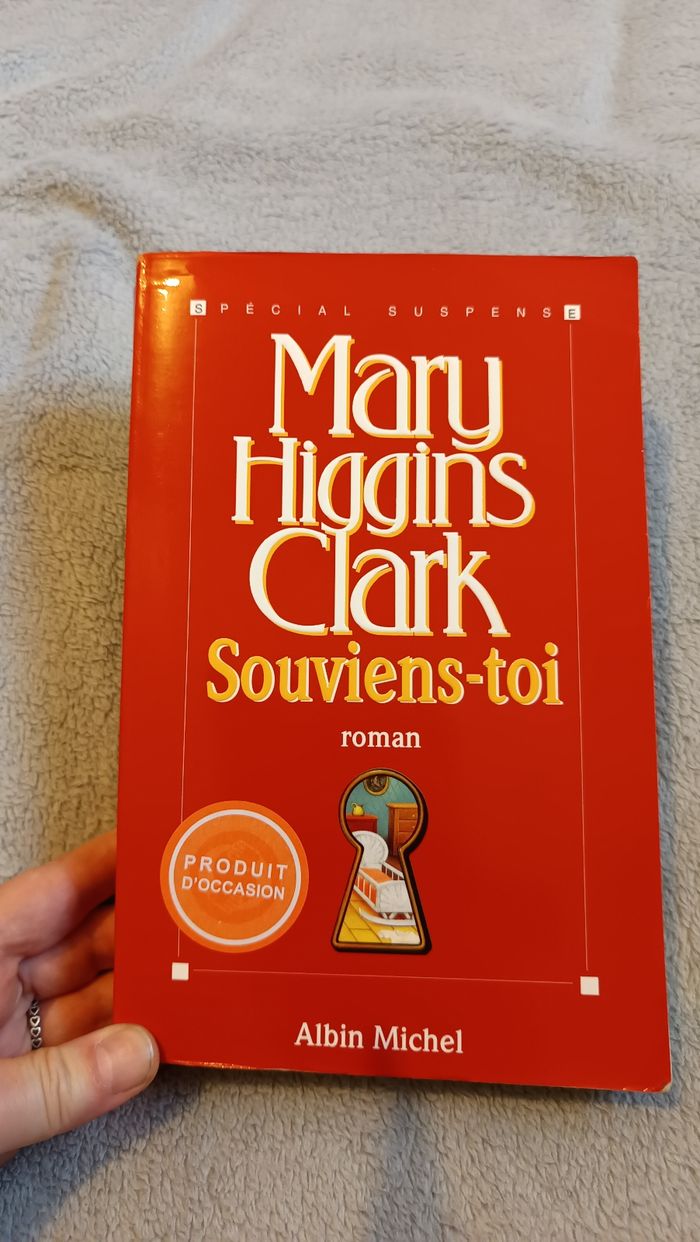 SPÉCIAL SUSPENSE
Mary
Higgins
Clark
Souviens-toi
roman
PRODUIT
D'OCCASION
Albin Michel